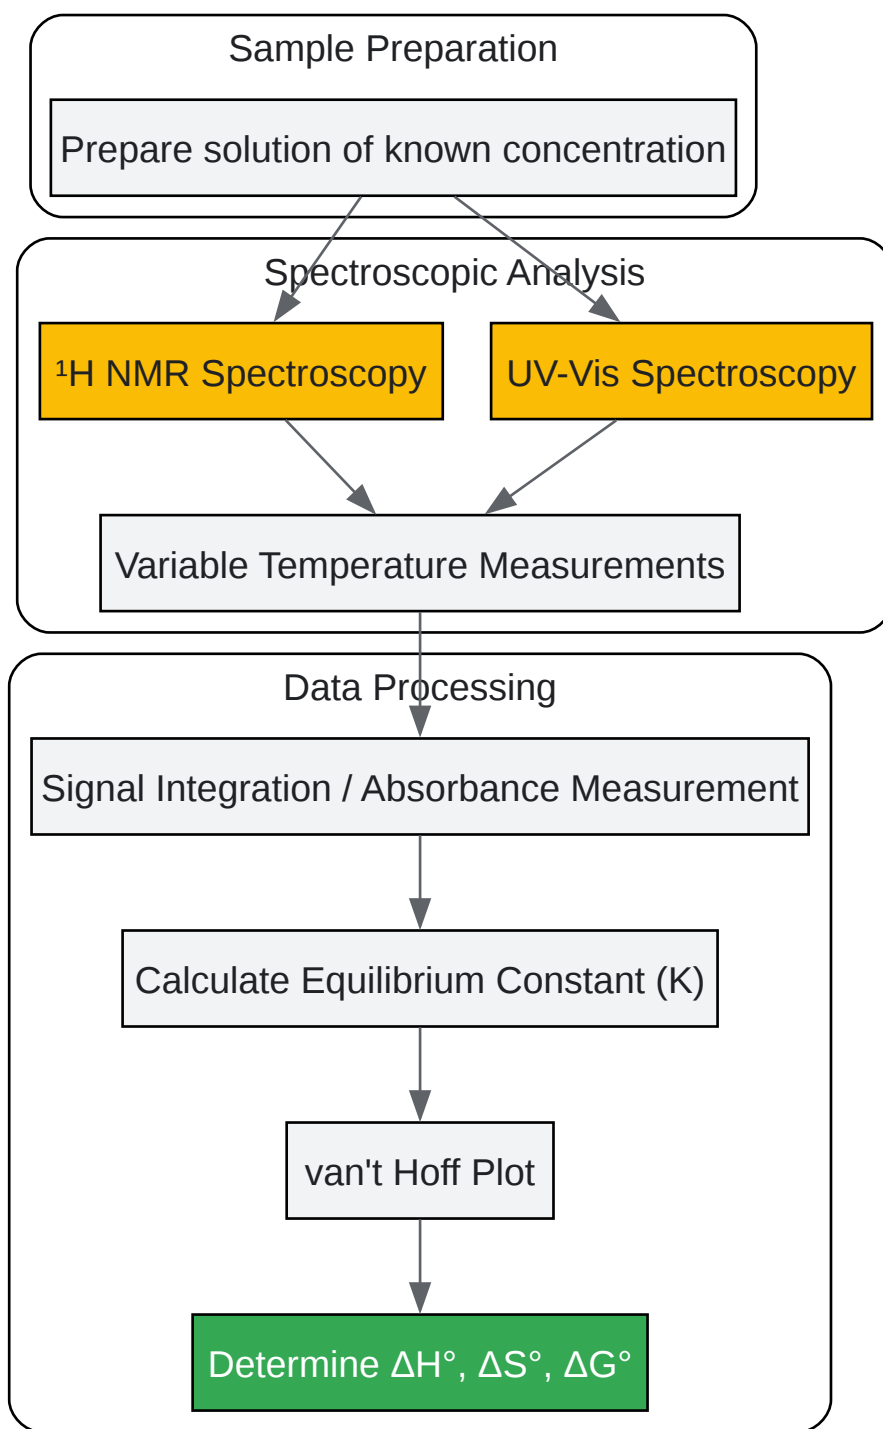 Sample Preparation
Prepare solution of known concentration
Spectroscopic Analysis
¹H NMR Spectroscopy
UV-Vis Spectroscopy
Variable Temperature Measurements
Data Processing
Signal Integration / Absorbance Measurement
Calculate Equilibrium Constant (K)
van't Hoff Plot
Determine ΔH°, ΔS°, ΔG°